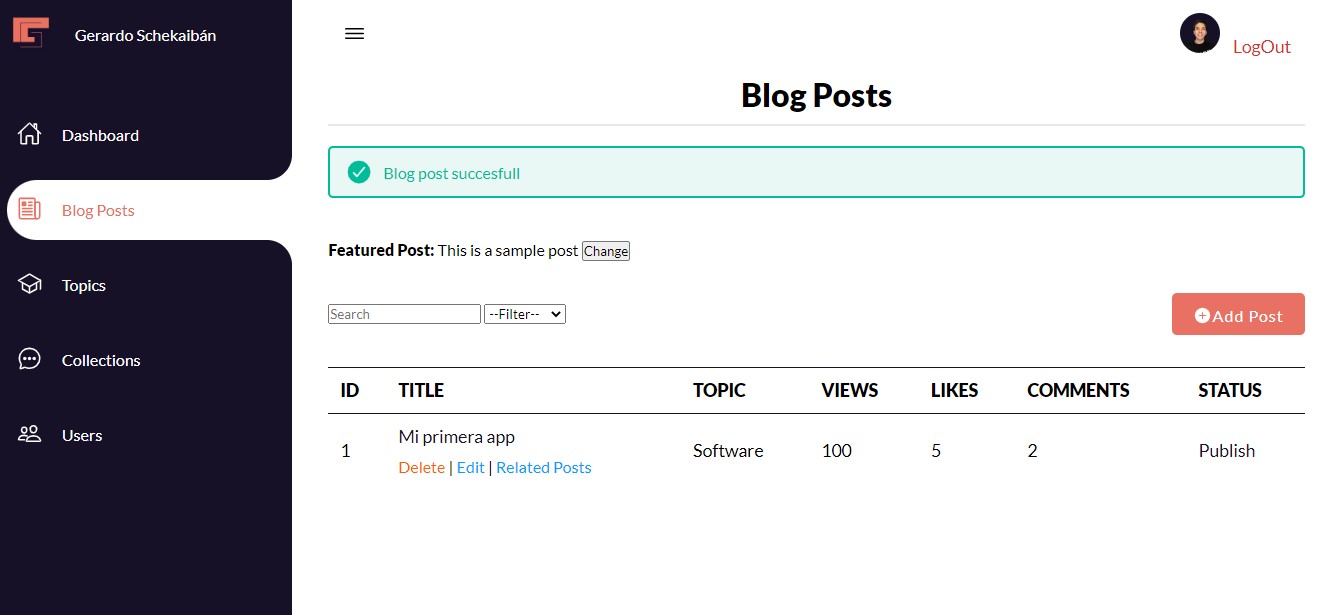 Gerardo Schekaibán
LogOut
Dashboard
Blog Posts
Topics
Collections
Users
Blog Posts
Blog post succesfull
Featured Post: This is a sample post Change
Search --Filter-- Add Post
ID TITLE TOPIC VIEWS LIKES COMMENTS STATUS
1 Mi primera app Software 100 5 2 Publish
Delete | Edit | Related Posts